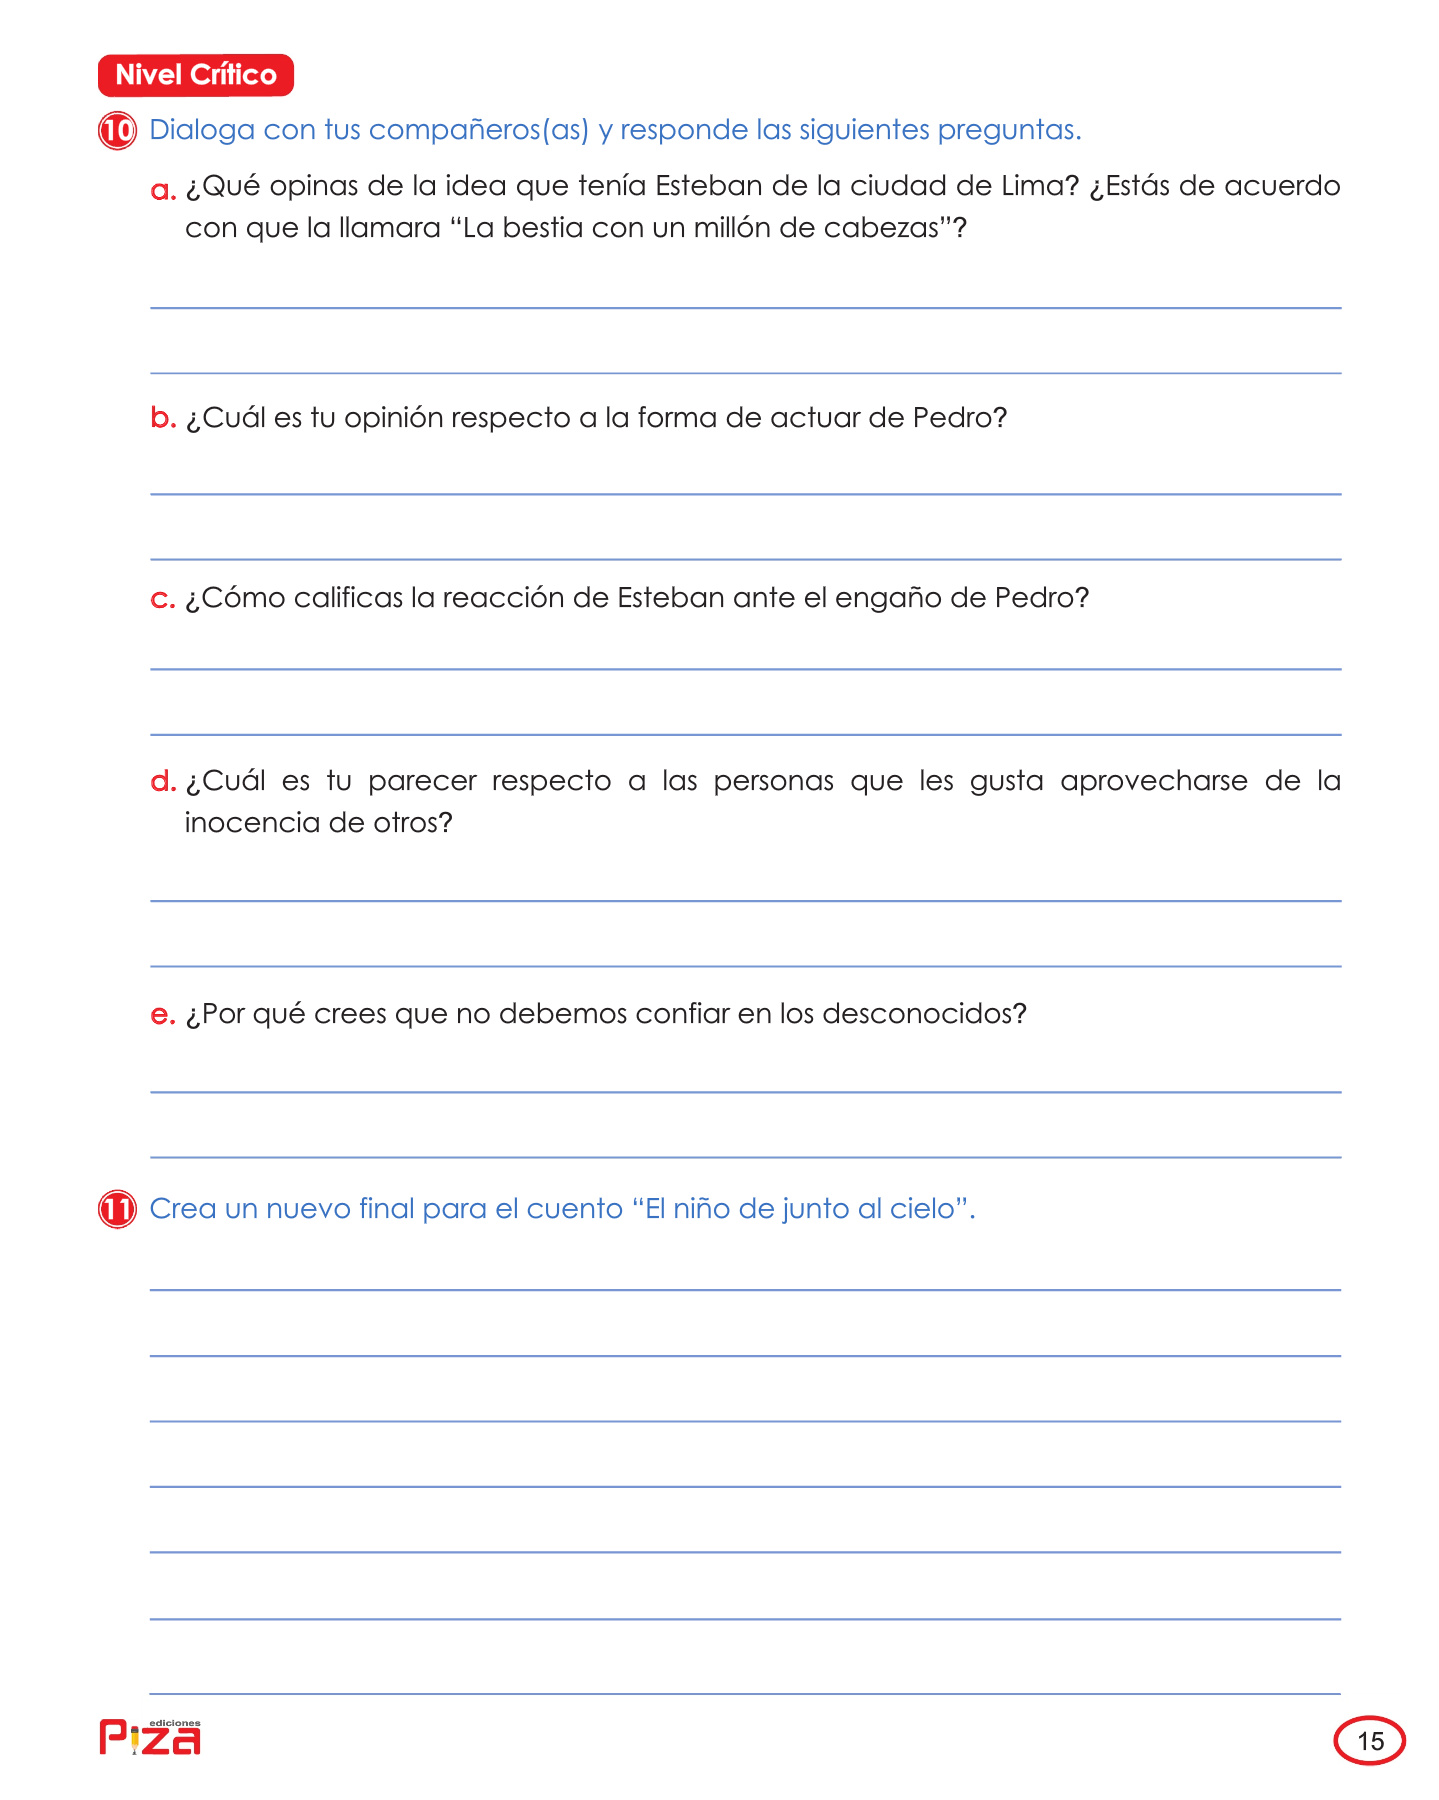 Nivel Crítico
10 Dialoga con tus compañeros(as) y responde las siguientes preguntas.
a. ¿Qué opinas de la idea que tenía Esteban de la ciudad de Lima? ¿Estás de acuerdo
con que la llamara “La bestia con un millón de cabezas”?
b. ¿Cuál es tu opinión respecto a la forma de actuar de Pedro?
c. ¿Cómo calificas la reacción de Esteban ante el engaño de Pedro?
d. ¿Cuál es tu parecer respecto a las personas que les gusta aprovecharse de la
inocencia de otros?
e. ¿Por qué crees que no debemos confiar en los desconocidos?
11 Crea un nuevo final para el cuento “El niño de junto al cielo”.
ediciones
Piza
15